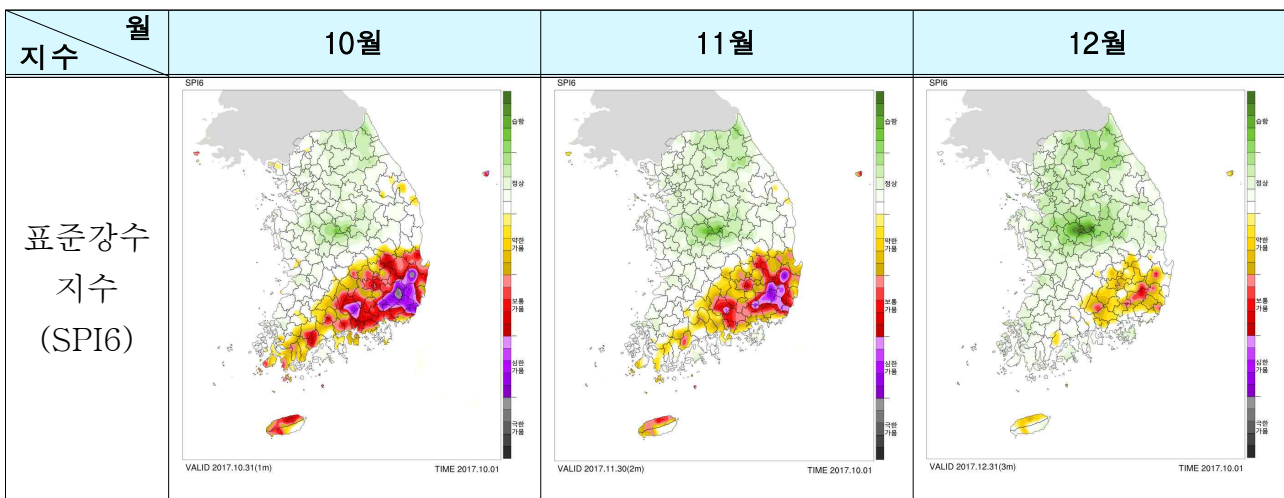 월
지수
10월
11월
12월
표준강수
지수
(SPI6)
SPI6
습함
정상
약한
가뭄
보통
가뭄
심한
가뭄
극한
가뭄
VALID 2017.10.31(1m)
TIME 2017.10.01
SPI6
습함
정상
약한
가뭄
보통
가뭄
심한
가뭄
극한
가뭄
VALID 2017.11.30(2m)
TIME 2017.10.01
SPI6
습함
정상
약한
가뭄
보통
가뭄
심한
가뭄
극한
가뭄
VALID 2017.12.31(3m)
TIME 2017.10.01